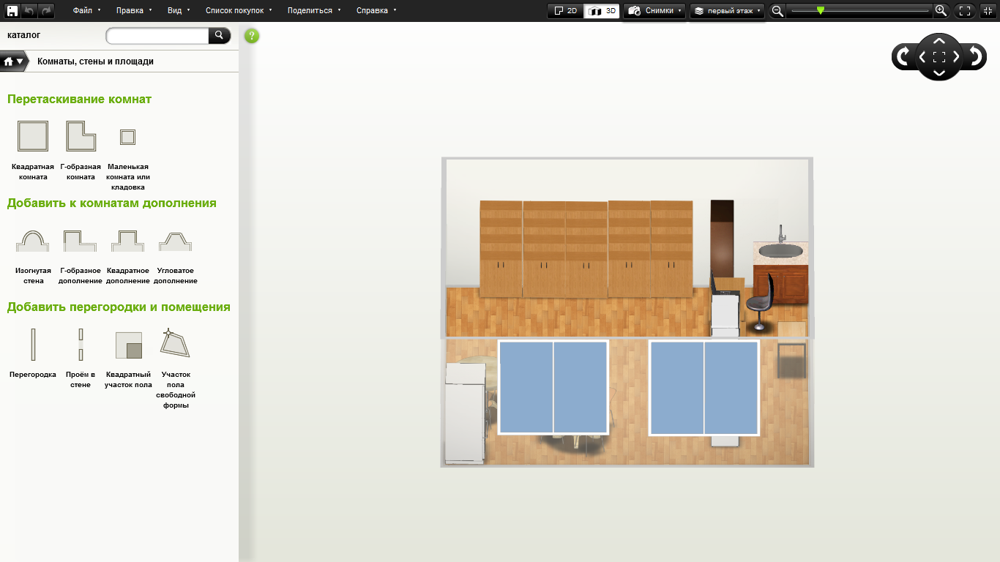 Файл Правка Вид Список покупок Поделиться Справка 2D 3D Снимки первый этаж
каталог
?
Комнаты, стены и площади
Перетаскивание комнат
Квадратная комната
Г-образная комната
Маленькая комната или кладовка
Добавить к комнатам дополнения
Изогнутая стена
Г-образное дополнение
Квадратное дополнение
Угловатое дополнение
Добавить перегородки и помещения
Перегородка
Проём в стене
Квадратный участок пола
Участок пола свободной формы